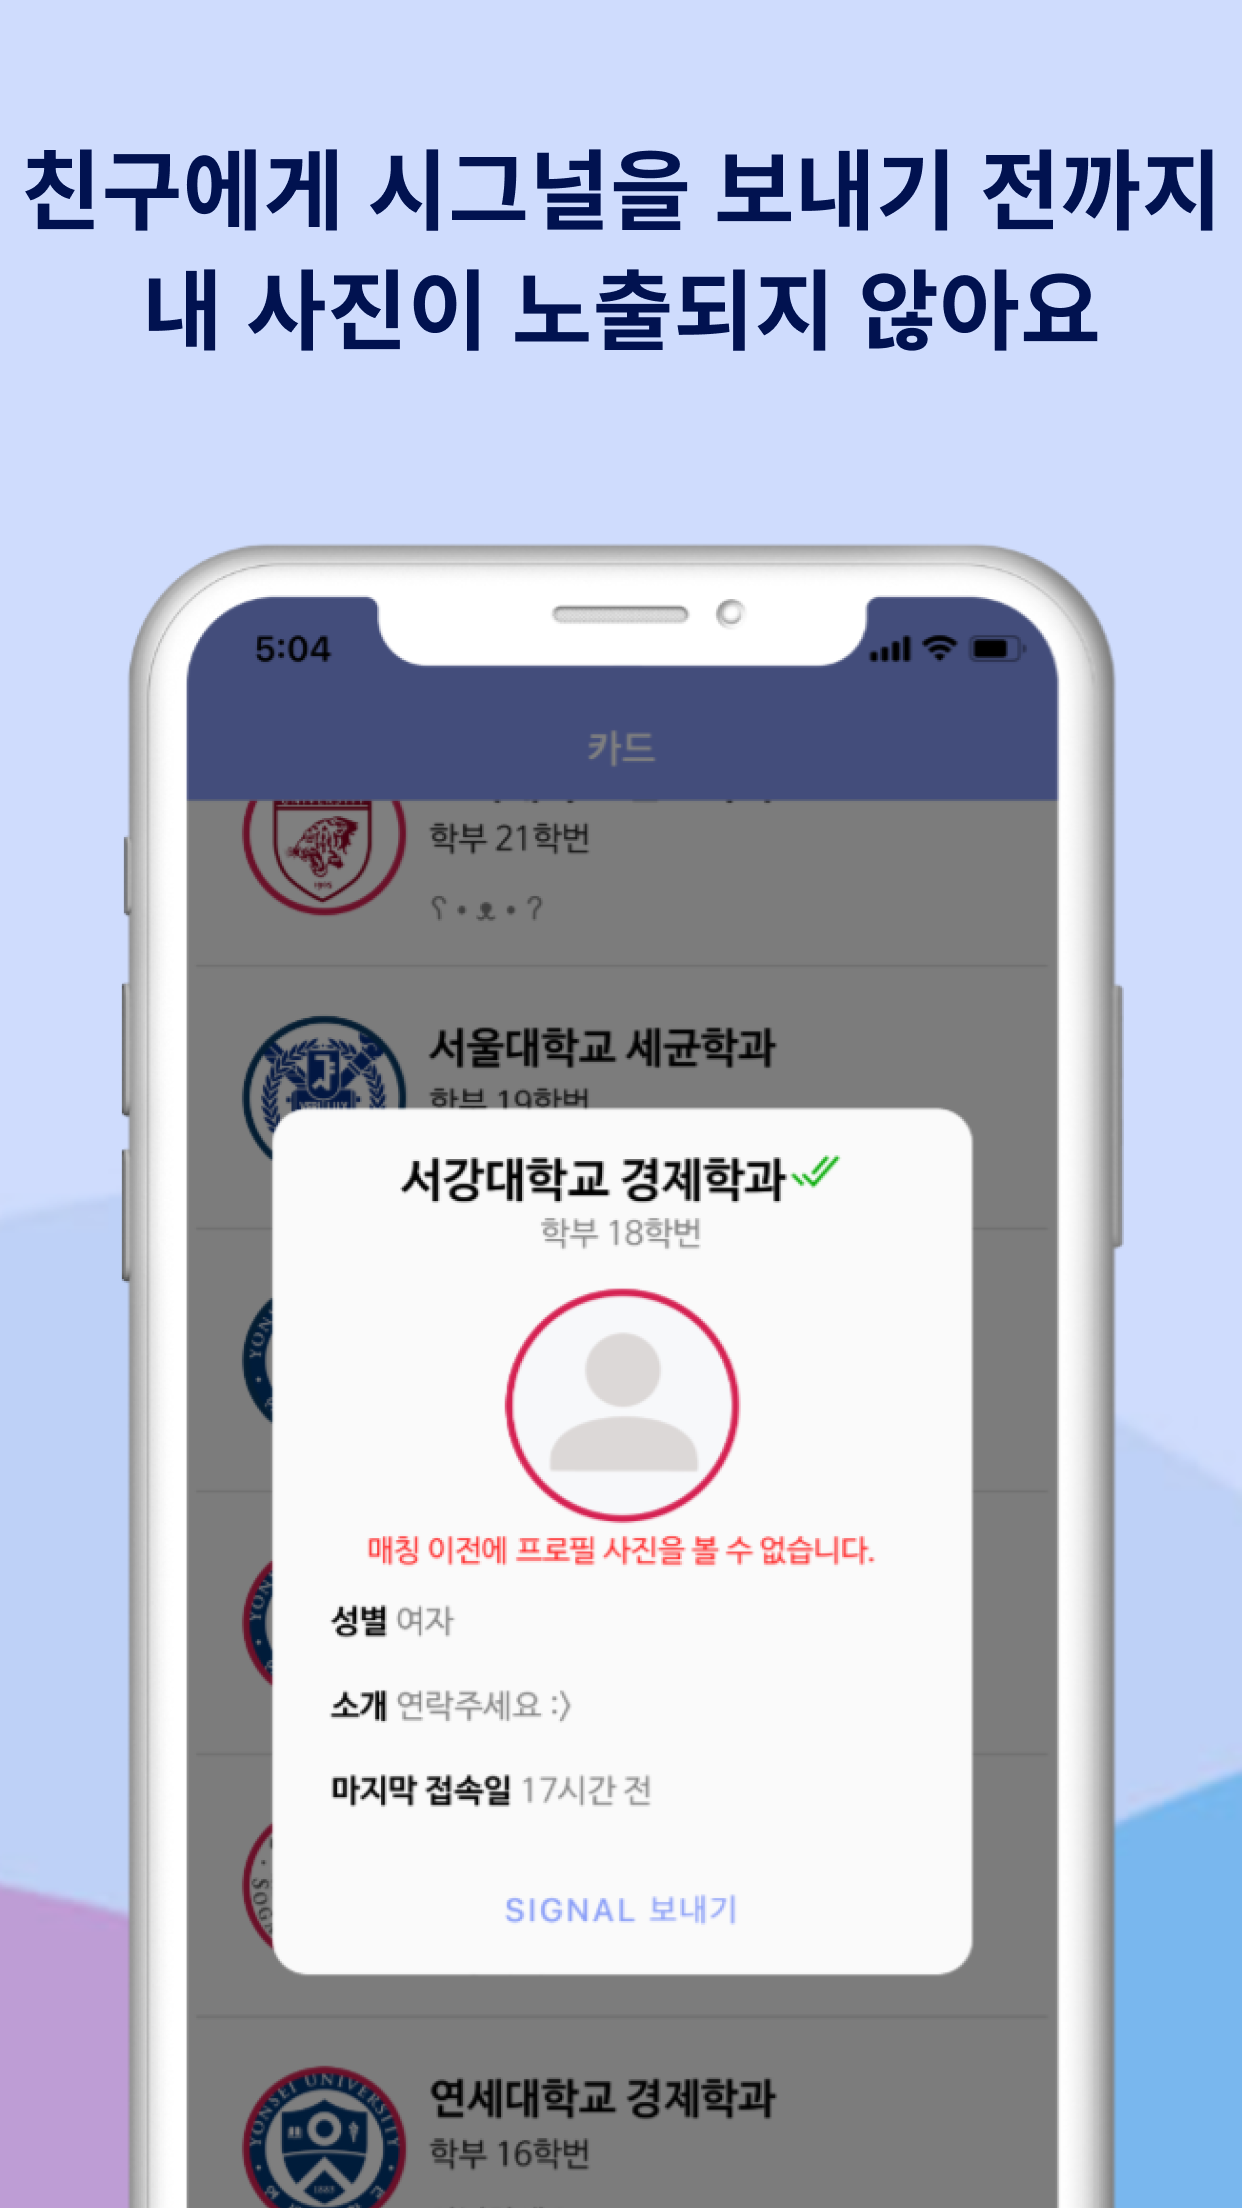 친구에게 시그널을 보내기 전까지
내 사진이 노출되지 않아요
5:04
카드
1905
학부 21학번
ʕ • ᴥ • ʔ
서울대학교 세균학과
학부 19학번
서강대학교 경제학과
학부 18학번
매칭 이전에 프로필 사진을 볼 수 없습니다.
성별 여자
소개 연락주세요 :)
마지막 접속일 17시간 전
SIGNAL 보내기
YONSEI UNIVERSITY
1885
연세대학교 경제학과
학부 16학번